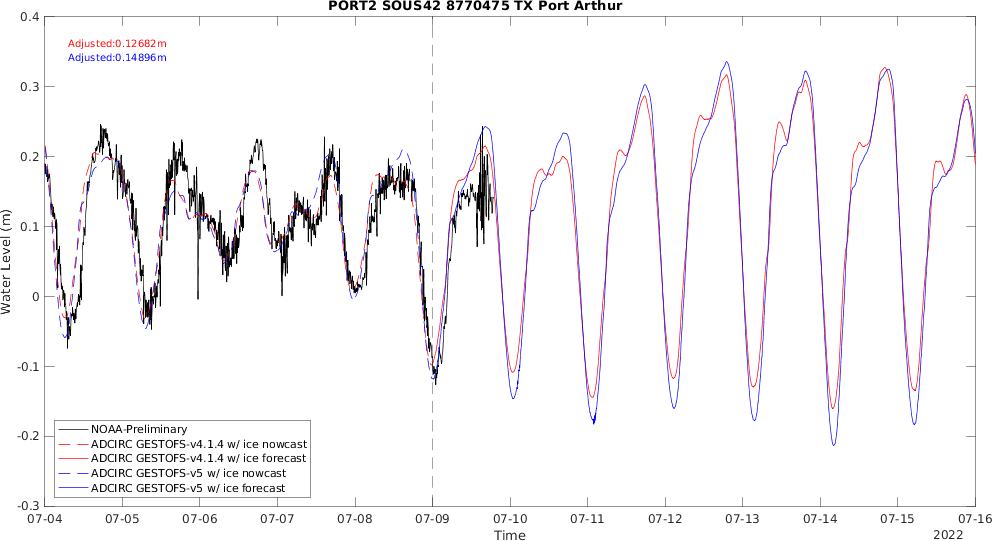 PORT2 SOUS42 8770475 TX Port Arthur
Adjusted:0.12682m
Adjusted:0.14896m
0.4
0.3
0.2
0.1
0
-0.1
-0.2
-0.3
Water Level (m)
NOAA-Preliminary
ADCIRC GESTOFS-v4.1.4 w/ ice nowcast
ADCIRC GESTOFS-v4.1.4 w/ ice forecast
ADCIRC GESTOFS-v5 w/ ice nowcast
ADCIRC GESTOFS-v5 w/ ice forecast
07-04 07-05 07-06 07-07 07-08 07-09 07-10 07-11 07-12 07-13 07-14 07-15 07-16
Time
2022